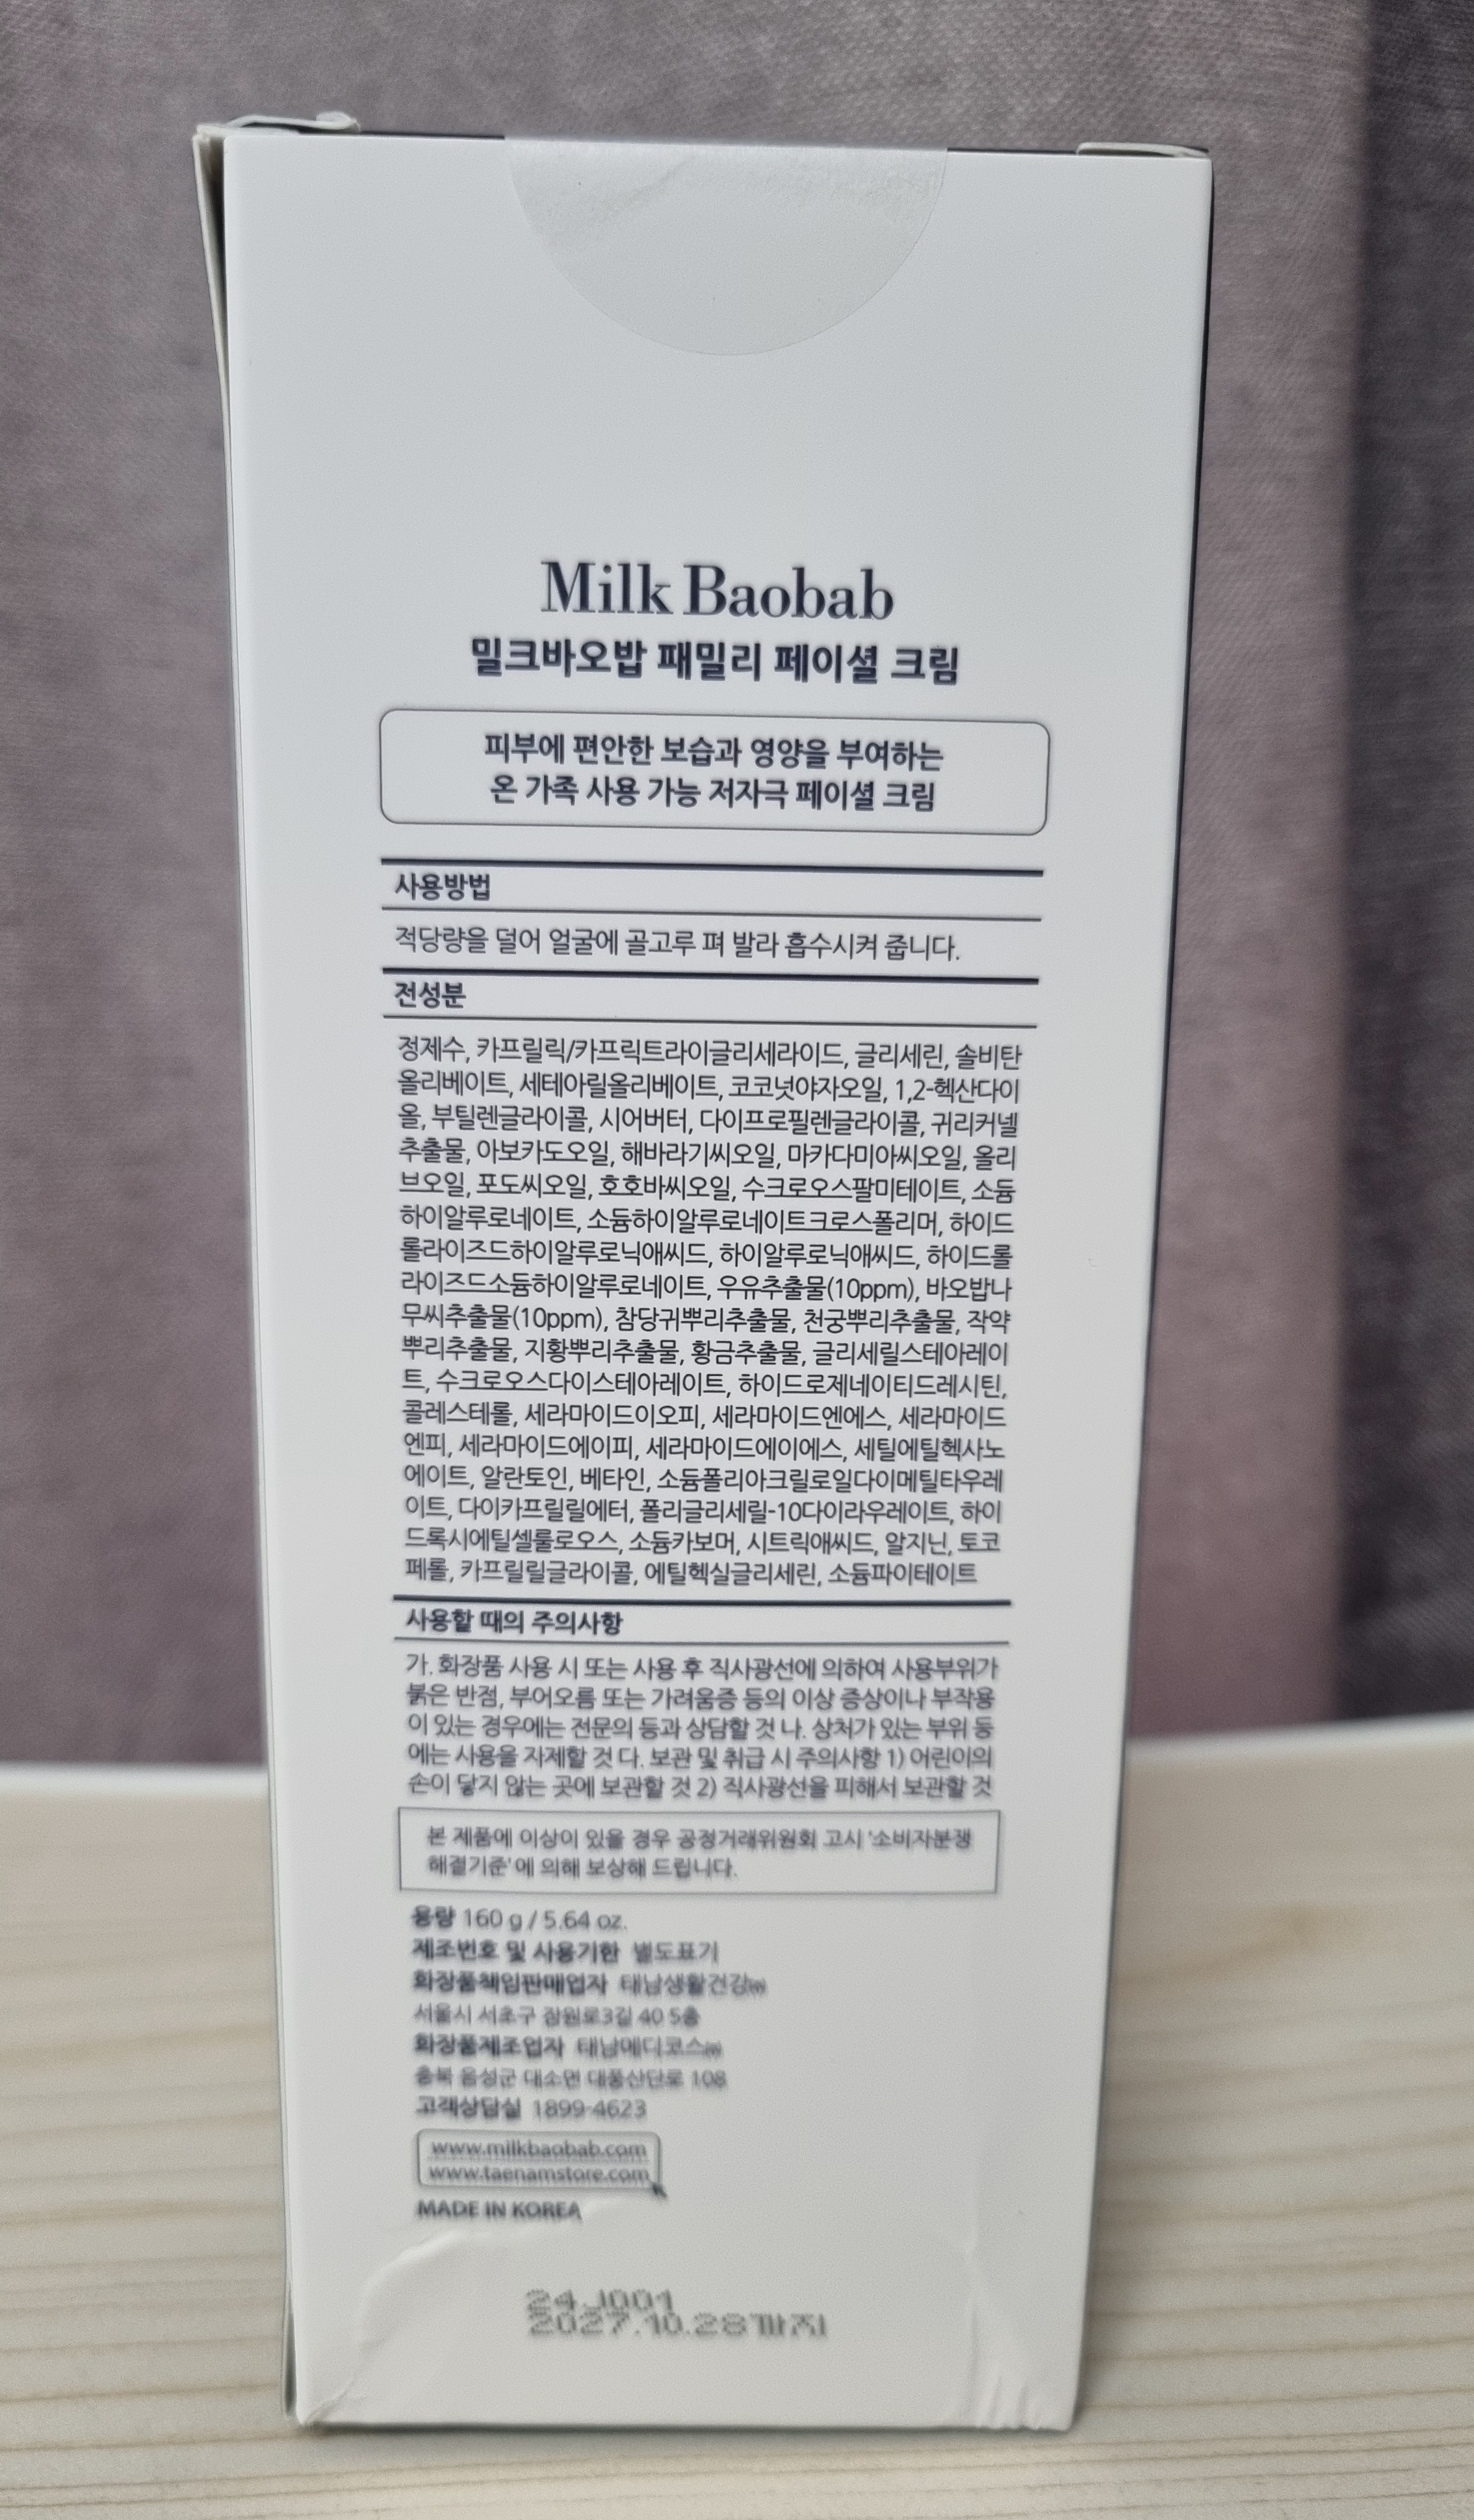 Milk Baobab
밀크바오밥 패밀리 페이셜 크림
피부에 편안한 보습과 영양을 부여하는
온 가족 사용 가능 저자극 페이셜 크림
사용방법
적당량을 덜어 얼굴에 골고루 펴 발라 흡수시켜 줍니다.
전성분
정제수, 카프릴릭/카프릭트라이글리세라이드, 글리세린, 솔비탄
올리베이트, 세테아릴올리베이트, 코코넛야자오일, 1,2-헥산다이
올, 부틸렌글라이콜, 시어버터, 다이프로필렌글라이콜, 귀리커넬
추출물, 아보카도오일, 해바라기씨오일, 마카다미아씨오일, 올리
브오일, 포도씨오일, 호호바씨오일, 수크로오스팔미테이트, 소듐
하이알루로네이트, 소듐하이알루로네이트크로스폴리머, 하이드
롤라이즈드하이알루로닉애씨드, 하이알루로닉애씨드, 하이드롤
라이즈드소듐하이알루로네이트, 우유추출물(10ppm), 바오밥나
무씨추출물(10ppm), 참당귀뿌리추출물, 천궁뿌리추출물, 작약
뿌리추출물, 지황뿌리추출물, 황금추출물, 글리세릴스테아레이
트, 수크로오스다이스테아레이트, 하이드로제네이티드레시틴,
콜레스테롤, 세라마이드이오피, 세라마이드엔에스, 세라마이드
엔피, 세라마이드에이피, 세라마이드에이에스, 세틸에틸헥사노
에이트, 알란토인, 베타인, 소듐폴리아크릴로일다이메틸타우레
이트, 다이카프릴릴에터, 폴리글리세릴-10다이라우레이트, 하이
드록시에틸셀룰로오스, 소듐카보머, 시트릭애씨드, 알지닌, 토코
페롤, 카프릴릴글라이콜, 에틸헥실글리세린, 소듐파이테이트
사용할 때의 주의사항
가. 화장품 사용 시 또는 사용 후 직사광선에 의하여 사용부위가
붉은 반점, 부어오름 또는 가려움증 등의 이상 증상이나 부작용
이 있는 경우에는 전문의 등과 상담할 것 나. 상처가 있는 부위 등
에는 사용을 자제할 것 다. 보관 및 취급 시 주의사항 1) 어린이의
손이 닿지 않는 곳에 보관할 것 2) 직사광선을 피해서 보관할 것
본 제품에 이상이 있을 경우 공정거래위원회 고시 '소비자분쟁
해결기준'에 의해 보상해 드립니다.
용량 160 g / 5.64 oz.
제조번호 및 사용기한 별도표기
화장품책임판매업자 태남생활건강㈜
서울시 서초구 잠원로3길 40 5층
화장품제조업자 태남메디코스㈜
충북 음성군 대소면 대풍산단로 108
고객상담실 1899-4623
www.milkbaobab.com
www.taenamstore.com
MADE IN KOREA
24J001
2027.10.28까지